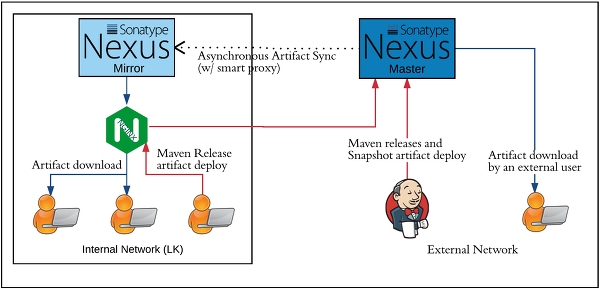 Sonatype
Nexus
Mirror
Asynchronous Artifact Sync
(w/ smart proxy)
Sonatype
Nexus
Master
NGINX
Artifact download
Maven Release
artifact deploy
Maven releases and
Snapshot artifact deploy
Artifact download
by an external user
Internal Network (LK)
External Network